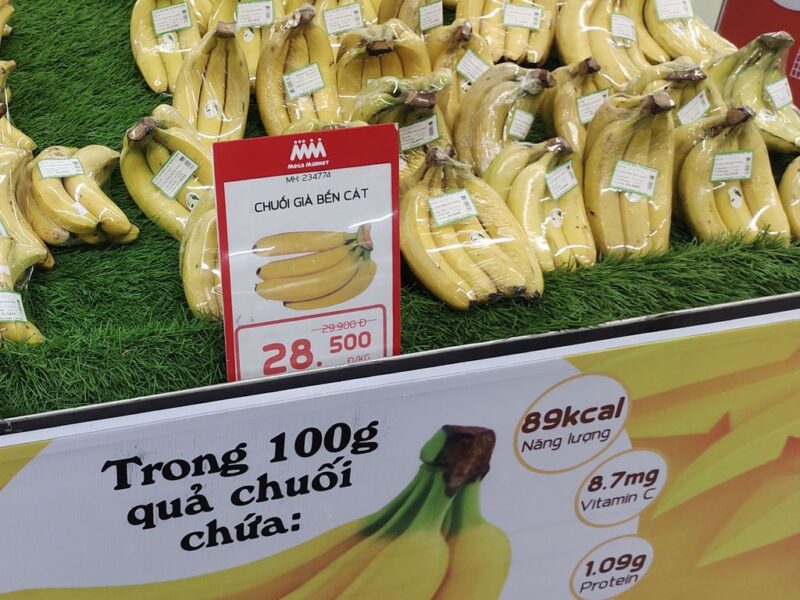 MM
MEGA MARKET
MH: 234774
CHUỐI GIÀ BẾN CÁT
29.900 Đ
28. 500
Đ/KG
Trong 100g
quả chuối
chứa:
89kcal
Năng lượng
8.7mg
Vitamin C
1.09g
Protein